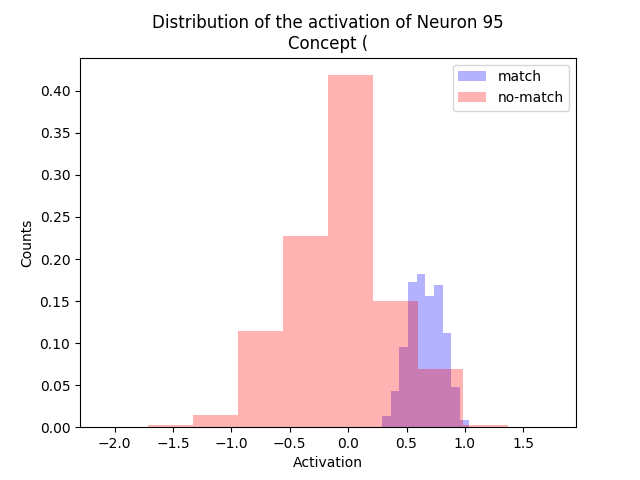 Distribution of the activation of Neuron 95
Concept (
match
no-match
Counts
0.40
0.35
0.30
0.25
0.20
0.15
0.10
0.05
0.00
−2.0 −1.5 −1.0 −0.5 0.0 0.5 1.0 1.5
Activation